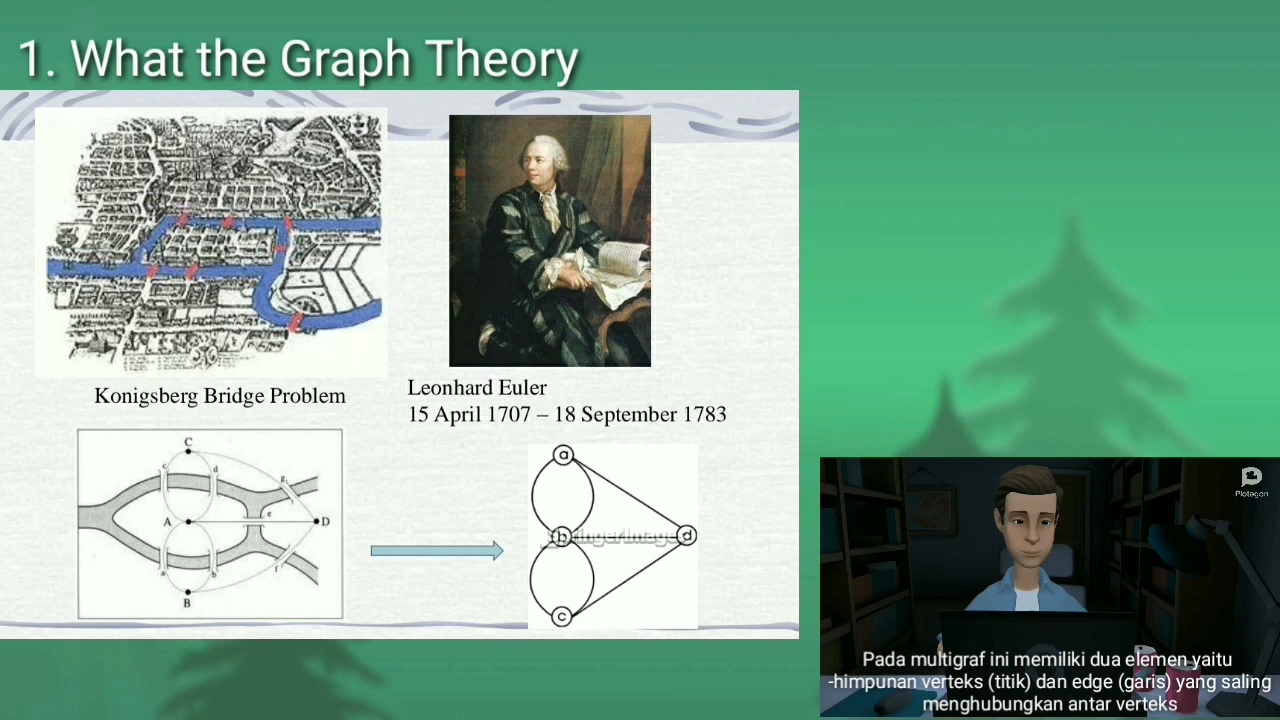 1. What the Graph Theory
Konigsberg Bridge Problem
Leonhard Euler
15 April 1707 – 18 September 1783
C
c d g
A e D
a b f
B
a
b d
c
Plotagon
Pada multigraf ini memiliki dua elemen yaitu
-himpunan verteks (titik) dan edge (garis) yang saling
menghubungkan antar verteks